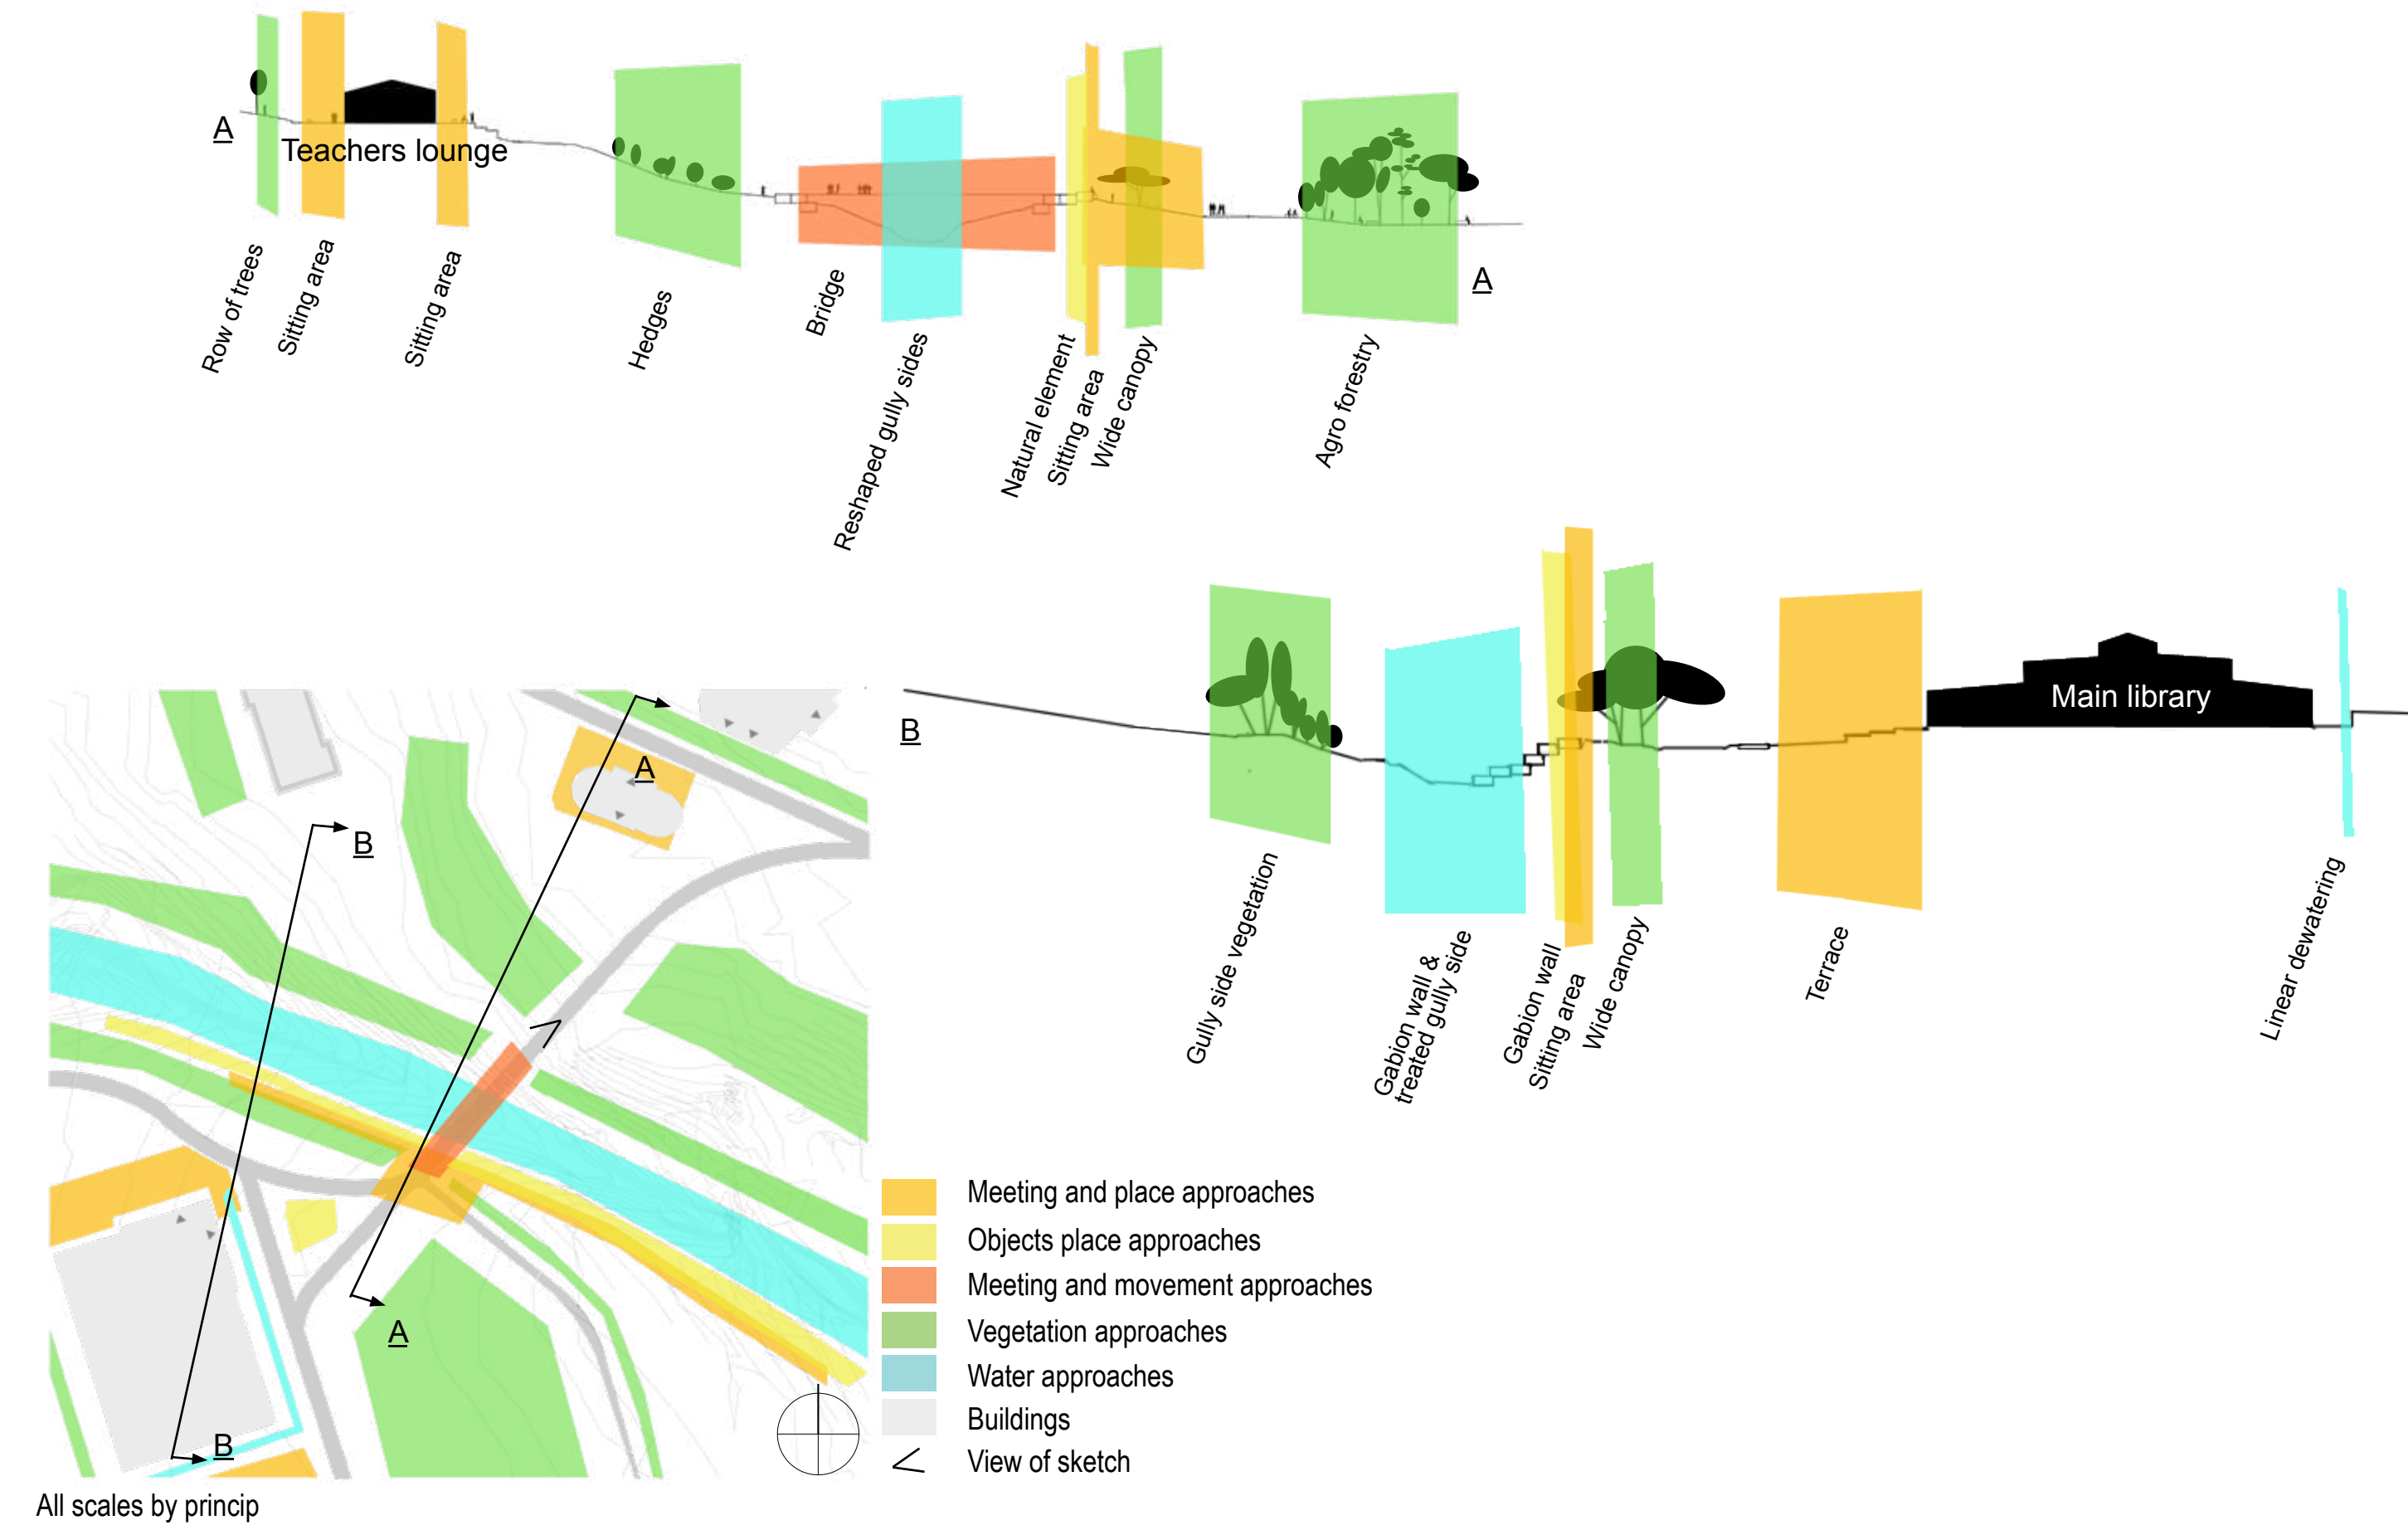 A
Teachers lounge
A
Row of trees
Sitting area
Sitting area
Hedges
Bridge
Reshaped gully sides
Natural element
Sitting area
Wide canopy
Agro forestry
B
Main library
Gully side vegetation
Gabion wall &
treated gully side
Gabion wall
Sitting area
Wide canopy
Terrace
Linear dewatering
A
B
A
B
Meeting and place approaches
Objects place approaches
Meeting and movement approaches
Vegetation approaches
Water approaches
Buildings
View of sketch
All scales by princip